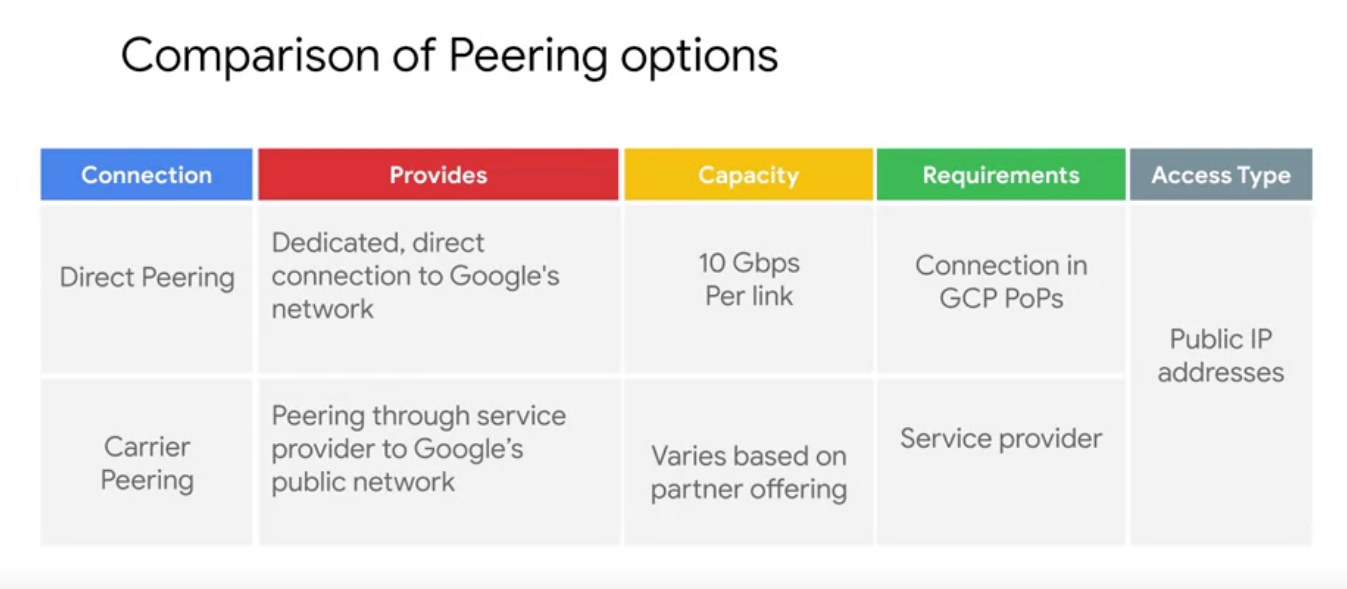 Comparison of Peering options
Connection
Provides
Capacity
Requirements
Access Type
Direct Peering
Dedicated, direct
connection to Google's
network
10 Gbps
Per link
Connection in
GCP PoPs
Public IP
addresses
Carrier
Peering
Peering through service
provider to Google’s
public network
Varies based on
partner offering
Service provider